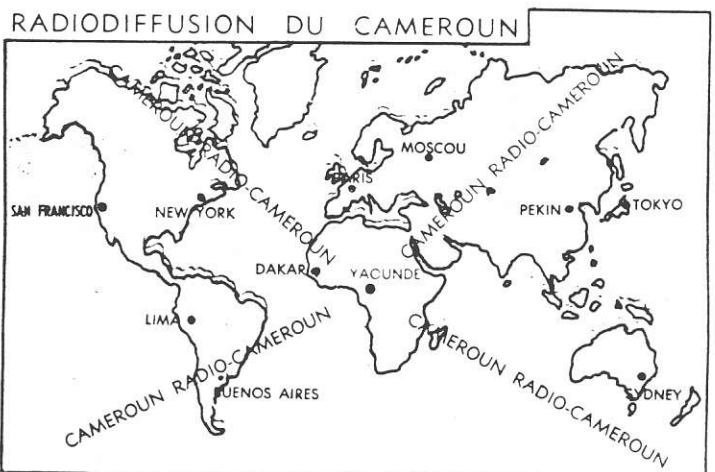 RADIODIFFUSION DU CAMEROUN
CAMEROUN RADIO-CAMEROUN
CAMEROUN RADIO-CAMEROUN
MOSCOU
PARIS
SAN FRANCISCO
NEW YORK
PEKIN
TOKYO
DAKAR
YAOUNDE
LIMA
CAMEROUN RADIO-CAMEROUN
CAMEROUN RADIO-CAMEROUN
BUENOS AIRES
SYDNEY